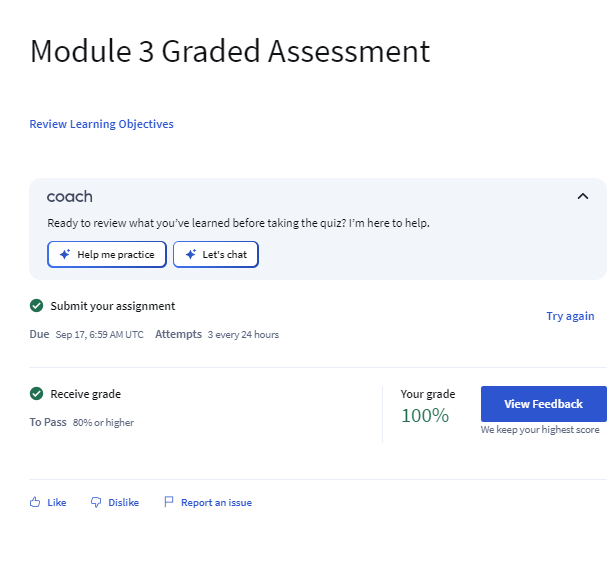 Module 3 Graded Assessment
Review Learning Objectives
coach
Ready to review what you've learned before taking the quiz? I'm here to help.
Help me practice
Let's chat
Submit your assignment
Due Sep 17, 6:59 AM UTC Attempts 3 every 24 hours
Try again
Receive grade
To Pass 80% or higher
Your grade
100%
View Feedback
We keep your highest score
Like Dislike Report an issue